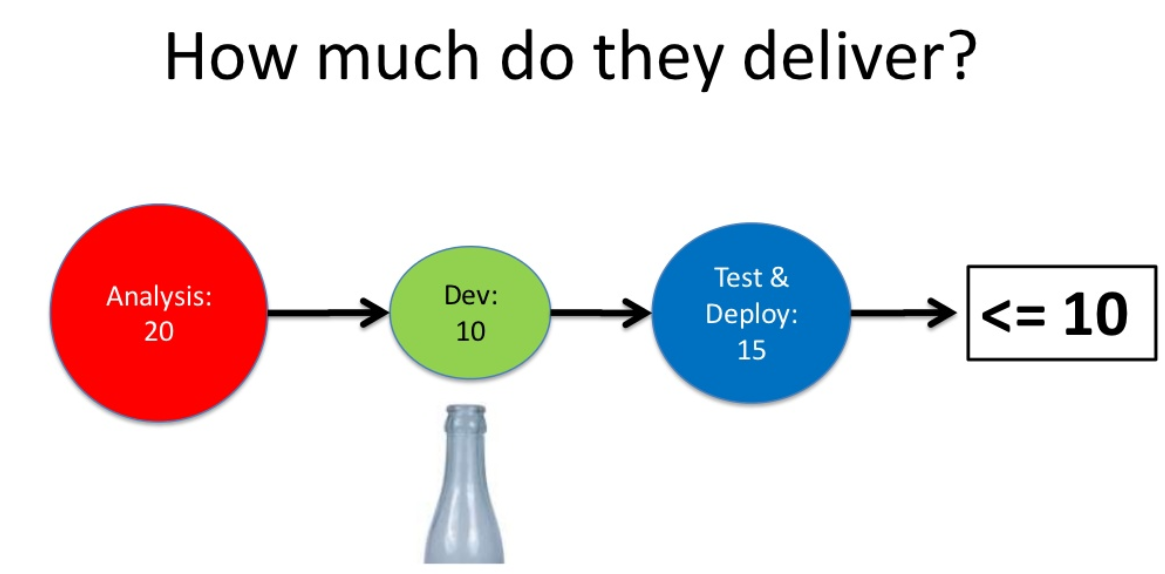 How much do they deliver?
Analysis:
20
Dev:
10
Test &
Deploy:
15
<= 10